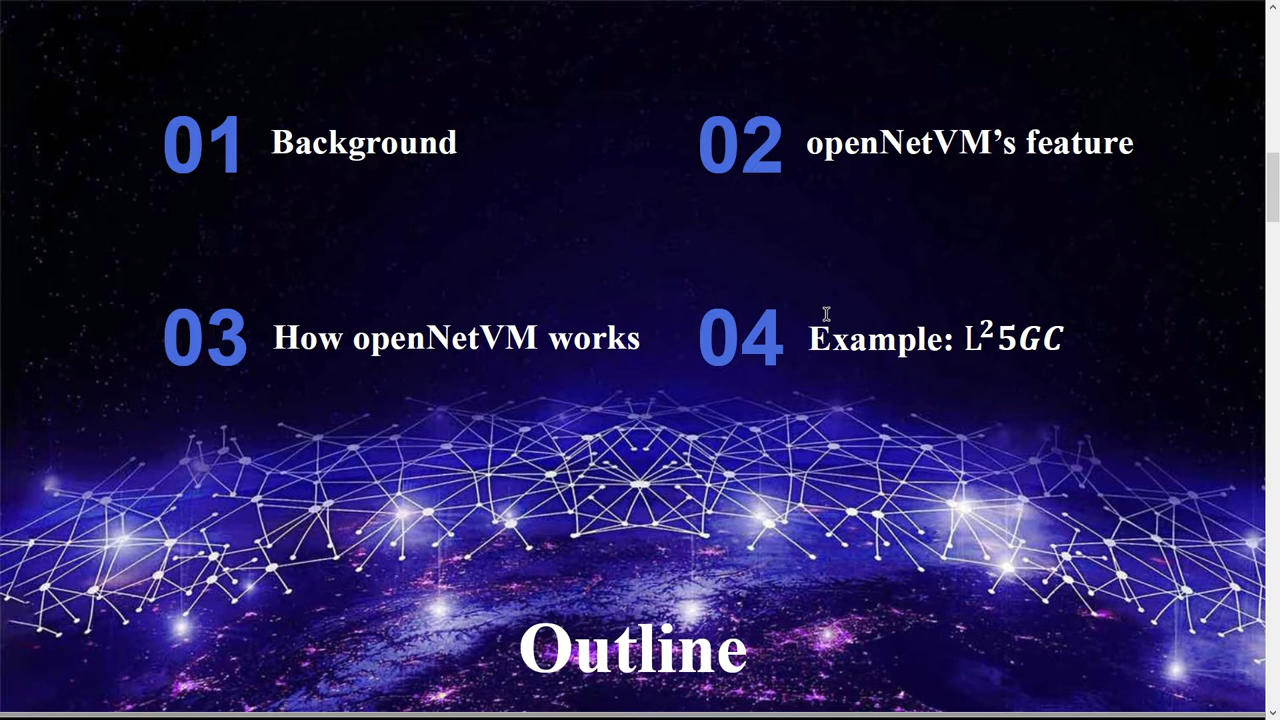 01 Background
02 openNetVM’s feature
03 How openNetVM works
04 Example: L²5GC
Outline